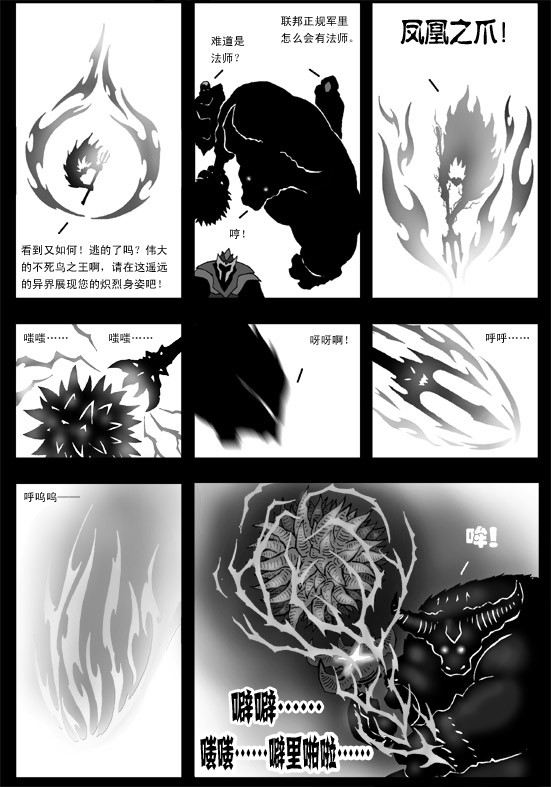 看到又如何！逃的了吗？伟大
的不死鸟之王啊，请在这遥远
的异界展现您的炽烈身姿吧！
难道是
法师？
联邦正规军里
怎么会有法师。
哼！
凤凰之爪！
嗤嗤…… 嗤嗤……
呀呀啊！
呼呼……
呼呜呜——
哞！
噼噼……
嗤嗤……噼里啪啦……